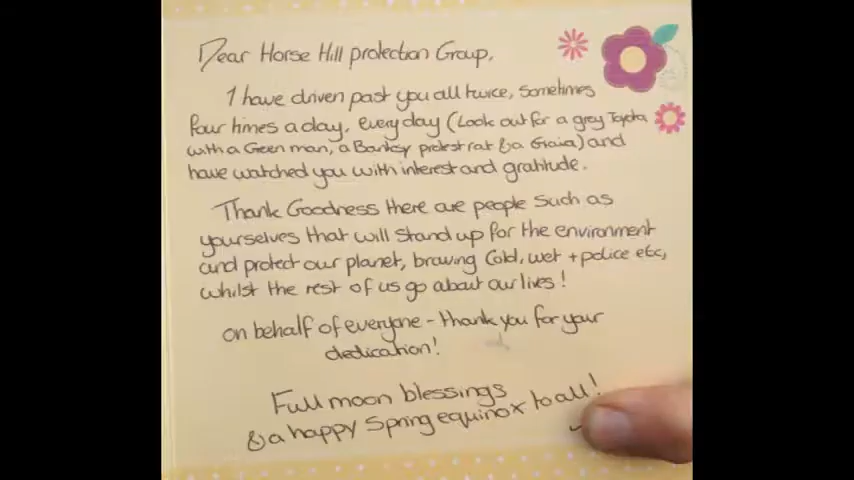 Dear Horse Hill protection Group,
I have driven past you all twice, sometimes
four times a day, everyday (Look out for a grey Toyota
with a Green man, a Banksy protest rat & a Gaia) and
have watched you with interest and gratitude.
Thank Goodness there are people such as
yourselves that will stand up for the environment
and protect our planet, braving cold, wet + police etc,
whilst the rest of us go about our lives!
on behalf of everyone - thank you for your
dedication!
Full moon blessings
& a happy Spring equinox to all!